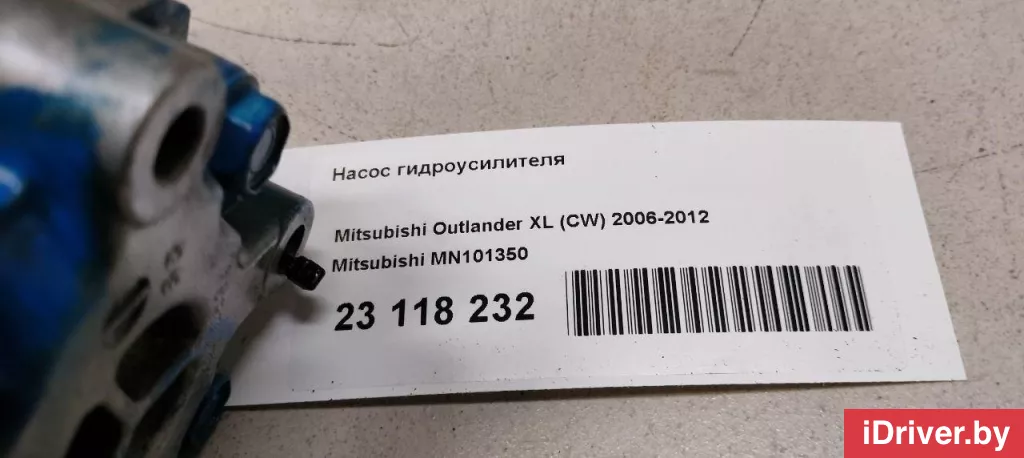 Насос гидроусилителя
Mitsubishi Outlander XL (CW) 2006-2012
Mitsubishi MN101350
23 118 232
iDriver.by